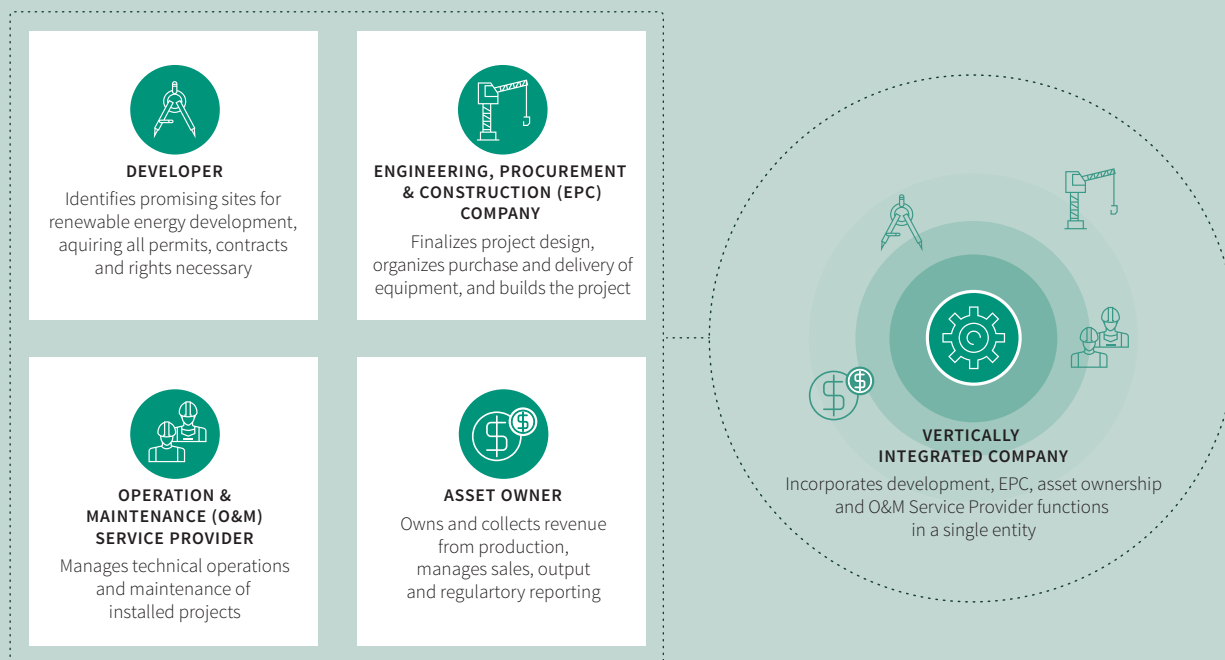 DEVELOPER
Identifies promising sites for
renewable energy development,
aquiring all permits, contracts
and rights necessary
ENGINEERING, PROCUREMENT
& CONSTRUCTION (EPC)
COMPANY
Finalizes project design,
organizes purchase and delivery of
equipment, and builds the project
OPERATION &
MAINTENANCE (O&M)
SERVICE PROVIDER
Manages technical operations
and maintenance of
installed projects
ASSET OWNER
Owns and collects revenue
from production,
manages sales, output
and regulartory reporting
VERTICALLY
INTEGRATED COMPANY
Incorporates development, EPC, asset ownership
and O&M Service Provider functions
in a single entity